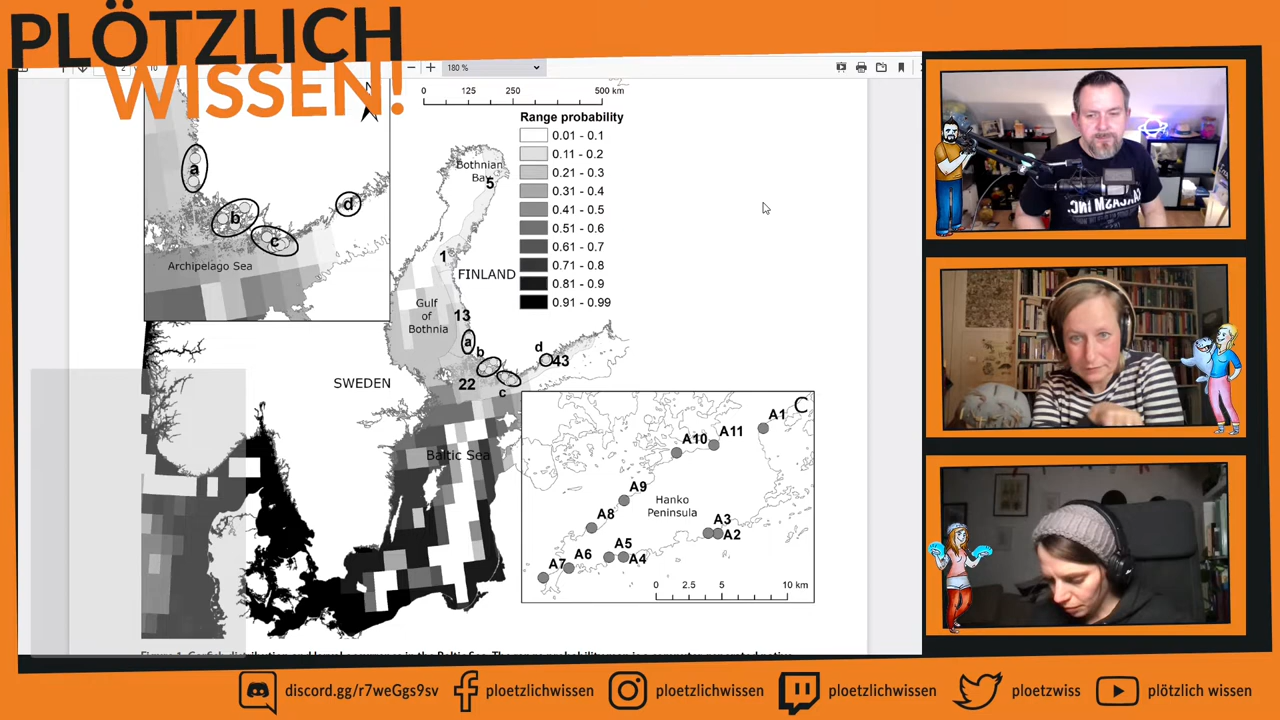 PLÖTZLICH
WISSEN!
180 %
0 125 250 500 km
Range probability
0.01 - 0.1
0.11 - 0.2
0.21 - 0.3
0.31 - 0.4
0.41 - 0.5
0.51 - 0.6
0.61 - 0.7
0.71 - 0.8
0.81 - 0.9
0.91 - 0.99
N
a
b
c
d
Archipelago Sea
Bothnian
Bay
5
1
FINLAND
Gulf
of
Bothnia
13
a
b
d
43
SWEDEN
22
c
Baltic Sea
C
A1
A11
A10
A9
Hanko
Peninsula
A8
A3
A2
A5
A6
A4
A7
0 2.5 5 10 km
discord.gg/r7weGgs9sv ploetzlichwissen ploetzlichwissen ploetzlichwissen ploetzwiss plötzlich wissen